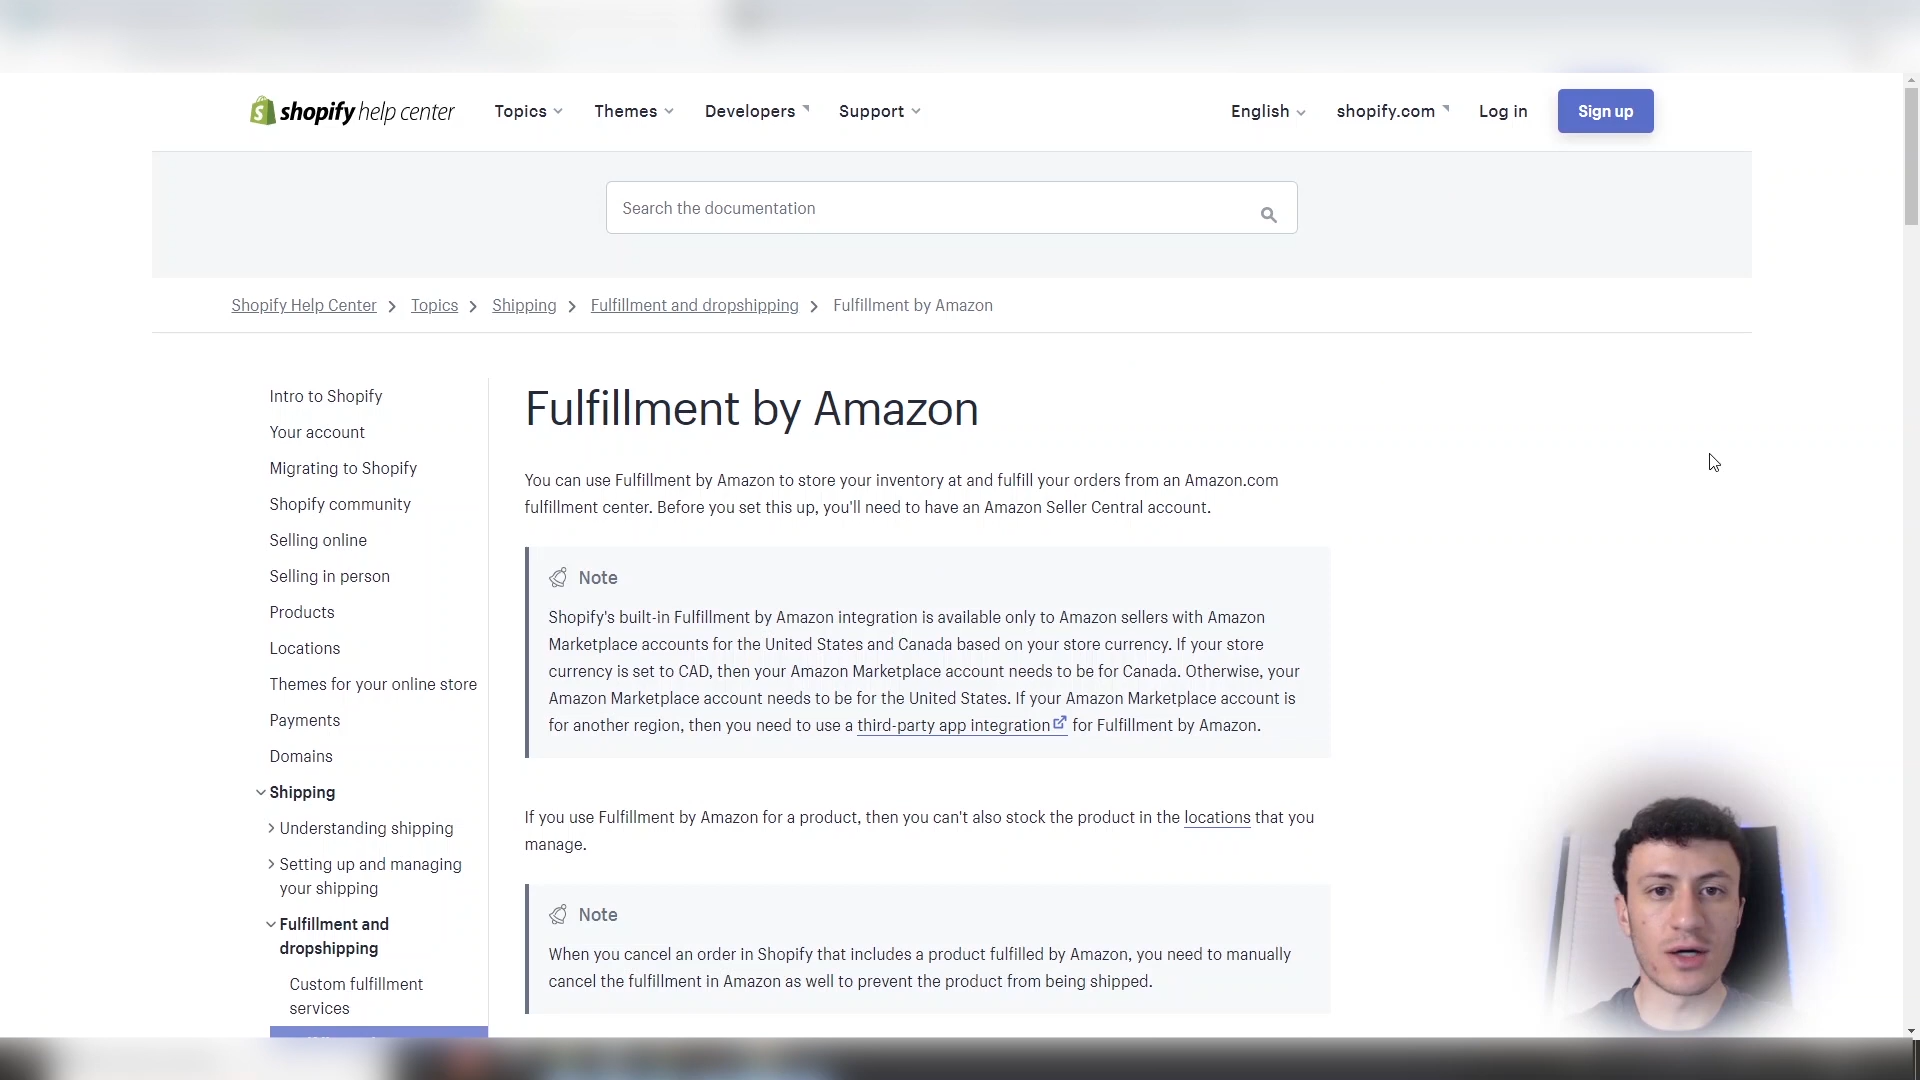 shopify help center
Topics
Themes
Developers
Support
English
shopify.com
Log in
Sign up
Search the documentation
Shopify Help Center > Topics > Shipping > Fulfillment and dropshipping > Fulfillment by Amazon
Intro to Shopify
Your account
Migrating to Shopify
Shopify community
Selling online
Selling in person
Products
Locations
Themes for your online store
Payments
Domains
Shipping
Understanding shipping
Setting up and managing
your shipping
Fulfillment and
dropshipping
Custom fulfillment
services
Fulfillment by Amazon
You can use Fulfillment by Amazon to store your inventory at and fulfill your orders from an Amazon.com
fulfillment center. Before you set this up, you'll need to have an Amazon Seller Central account.
Note
Shopify's built-in Fulfillment by Amazon integration is available only to Amazon sellers with Amazon
Marketplace accounts for the United States and Canada based on your store currency. If your store
currency is set to CAD, then your Amazon Marketplace account needs to be for Canada. Otherwise, your
Amazon Marketplace account needs to be for the United States. If your Amazon Marketplace account is
for another region, then you need to use a third-party app integration for Fulfillment by Amazon.
If you use Fulfillment by Amazon for a product, then you can't also stock the product in the locations that you
manage.
Note
When you cancel an order in Shopify that includes a product fulfilled by Amazon, you need to manually
cancel the fulfillment in Amazon as well to prevent the product from being shipped.